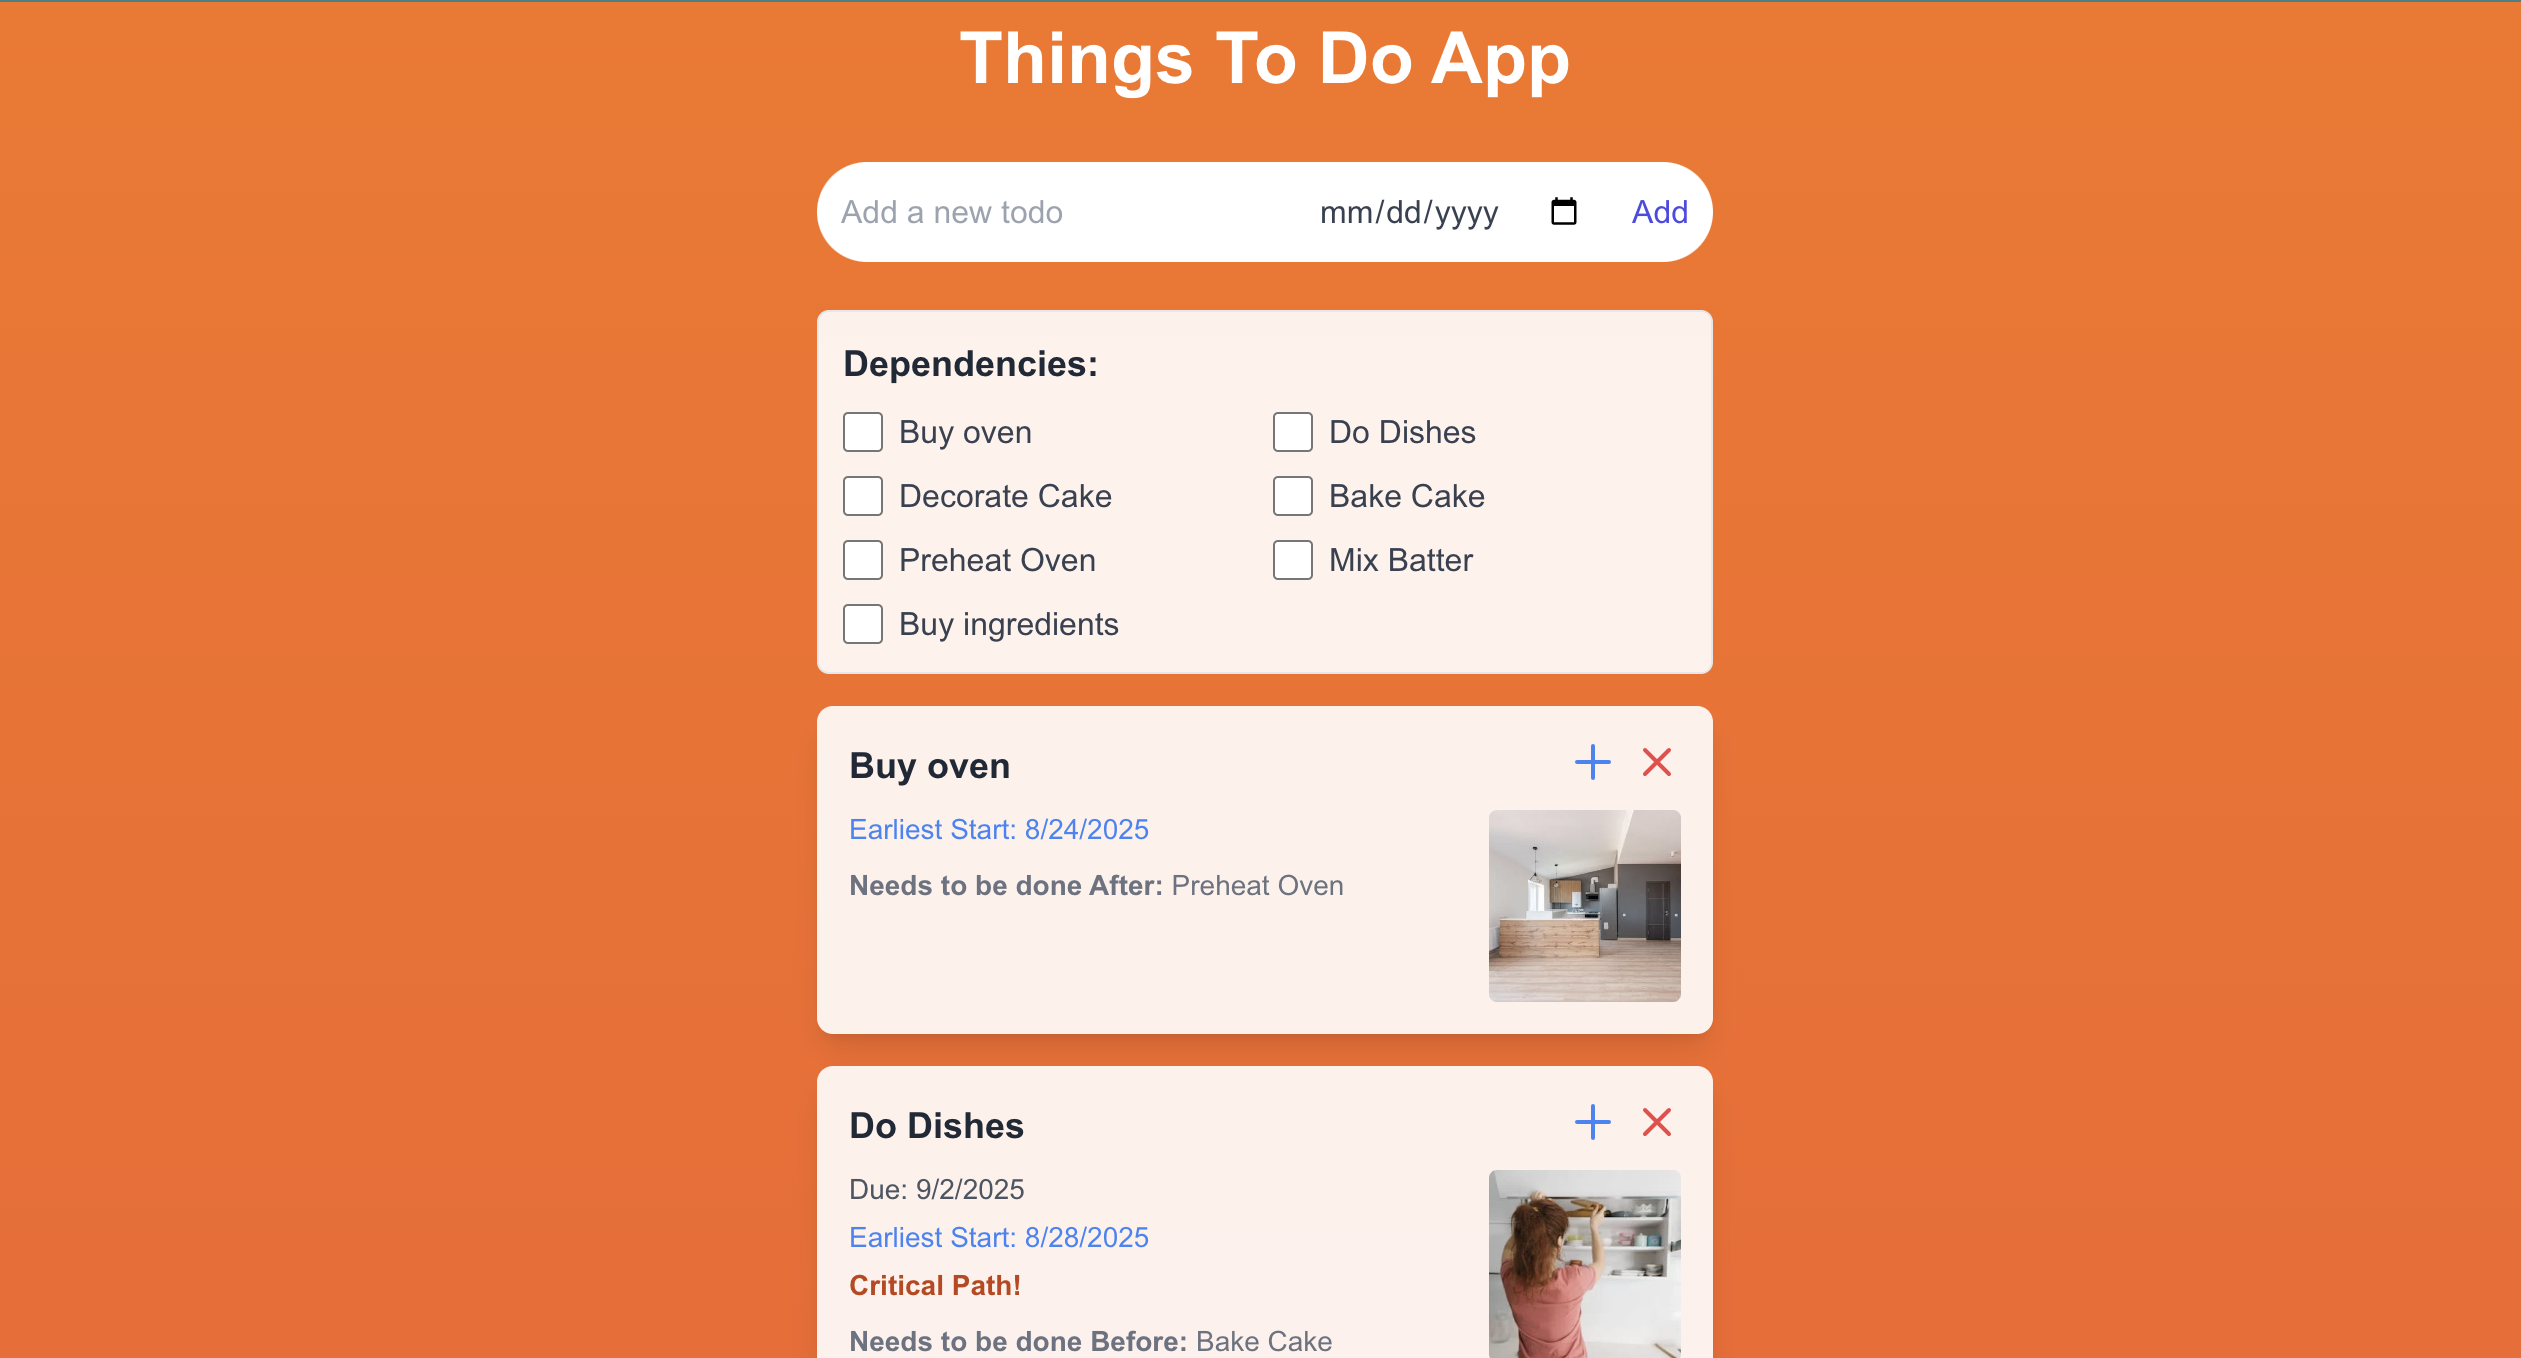 Things To Do App
Add a new todo mm/dd/yyyy Add
Dependencies:
Buy oven Do Dishes
Decorate Cake Bake Cake
Preheat Oven Mix Batter
Buy ingredients
Buy oven
Earliest Start: 8/24/2025
Needs to be done After: Preheat Oven
Do Dishes
Due: 9/2/2025
Earliest Start: 8/28/2025
Critical Path!
Needs to be done Before: Bake Cake